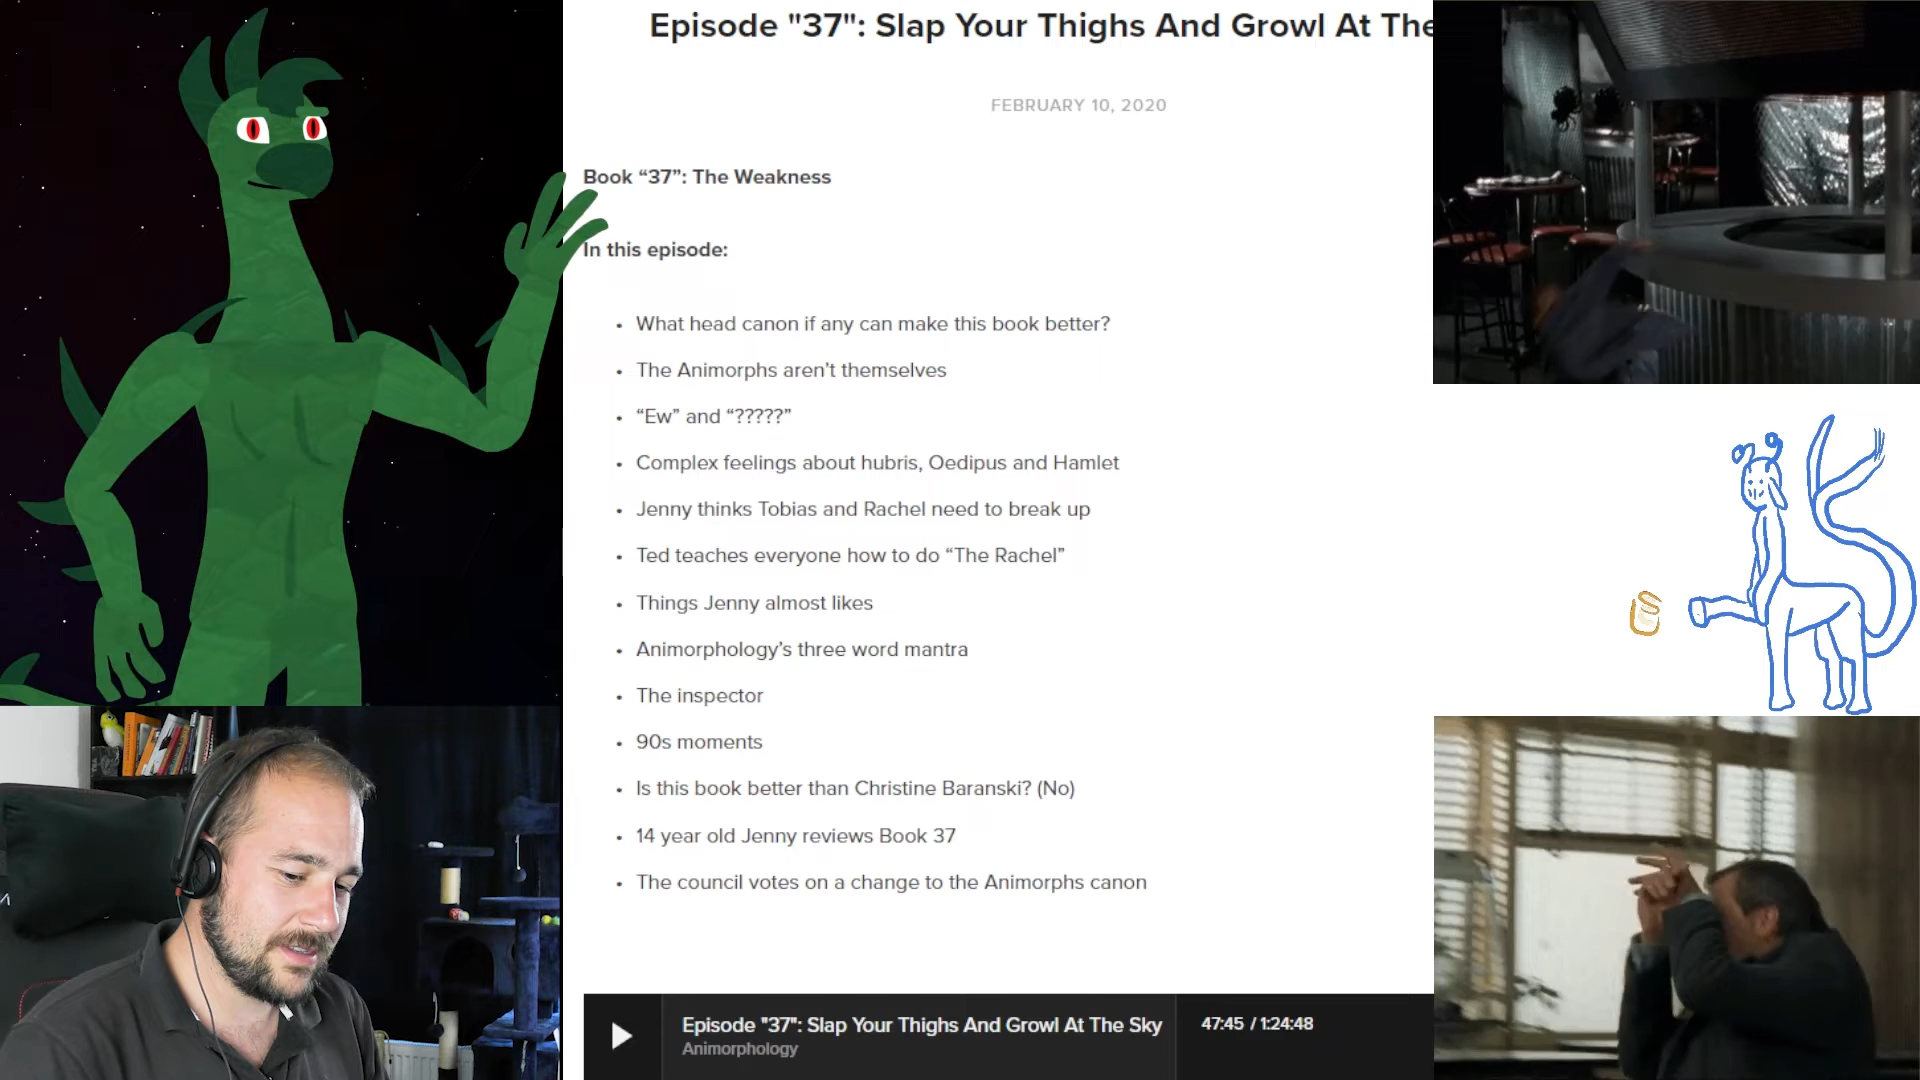 Episode "37": Slap Your Thighs And Growl At The
FEBRUARY 10, 2020
Book “37”: The Weakness
In this episode:
• What head canon if any can make this book better?
• The Animorphs aren’t themselves
• “Ew” and “?????”
• Complex feelings about hubris, Oedipus and Hamlet
• Jenny thinks Tobias and Rachel need to break up
• Ted teaches everyone how to do “The Rachel”
• Things Jenny almost likes
• Animorphology’s three word mantra
• The inspector
• 90s moments
• Is this book better than Christine Baranski? (No)
• 14 year old Jenny reviews Book 37
• The council votes on a change to the Animorphs canon
Episode "37": Slap Your Thighs And Growl At The Sky
Animorphology
47:45 / 1:24:48